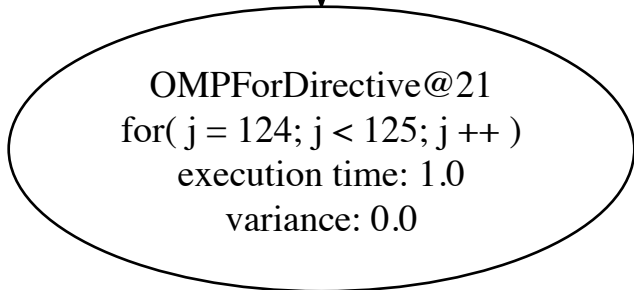 OMPForDirective@21
for( j = 124; j < 125; j ++ )
execution time: 1.0
variance: 0.0